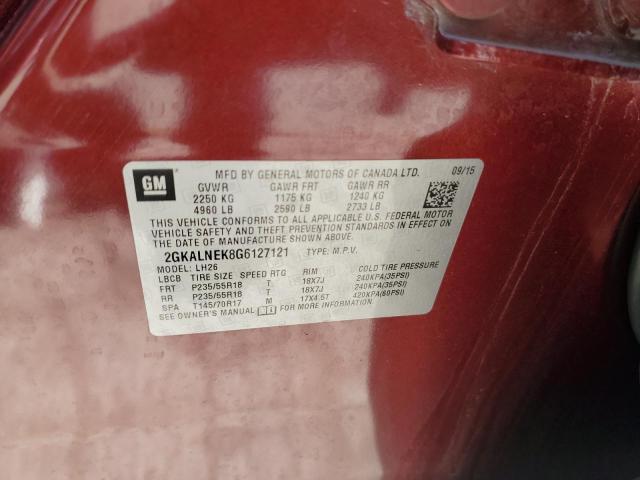 GM
MFD BY GENERAL MOTORS OF CANADA LTD. 09/15
GVWR GAWR FRT GAWR RR
2250 KG 1175 KG 1240 KG
4960 LB 2590 LB 2733 LB
THIS VEHICLE CONFORMS TO ALL APPLICABLE U.S. FEDERAL MOTOR
VEHICLE SAFETY AND THEFT PREVENTION STANDARDS IN EFFECT ON
THE DATE OF MANUFACTURE SHOWN ABOVE.
2GKALNEK8G6127121 TYPE: M.P.V.
MODEL: LH26
LBCB TIRE SIZE SPEED RTG RIM COLD TIRE PRESSURE
FRT P235/55R18 T 18X7J 240KPA(35PSI)
RR P235/55R18 T 18X7J 240KPA(35PSI)
SPA T145/70R17 M 17X4.5T 420KPA(60PSI)
SEE OWNER'S MANUAL FOR MORE INFORMATION.